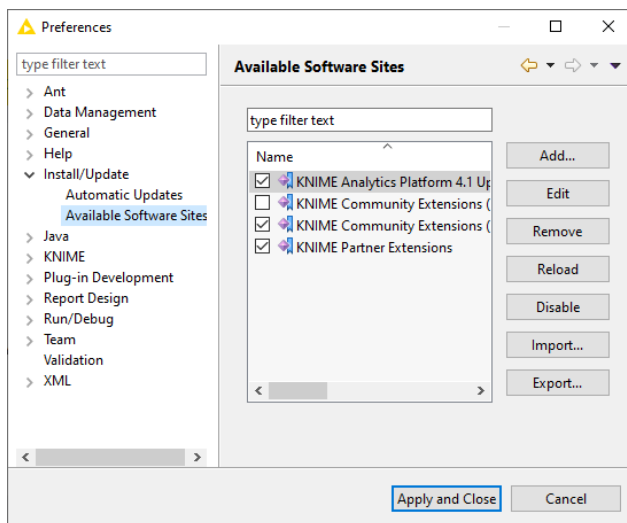 Preferences
type filter text
Ant
Data Management
General
Help
Install/Update
Automatic Updates
Available Software Sites
Java
KNIME
Plug-in Development
Report Design
Run/Debug
Team
Validation
XML
Available Software Sites
type filter text
Name
KNIME Analytics Platform 4.1 Up
KNIME Community Extensions (
KNIME Community Extensions (
KNIME Partner Extensions
Add...
Edit
Remove
Reload
Disable
Import...
Export...
Apply and Close
Cancel